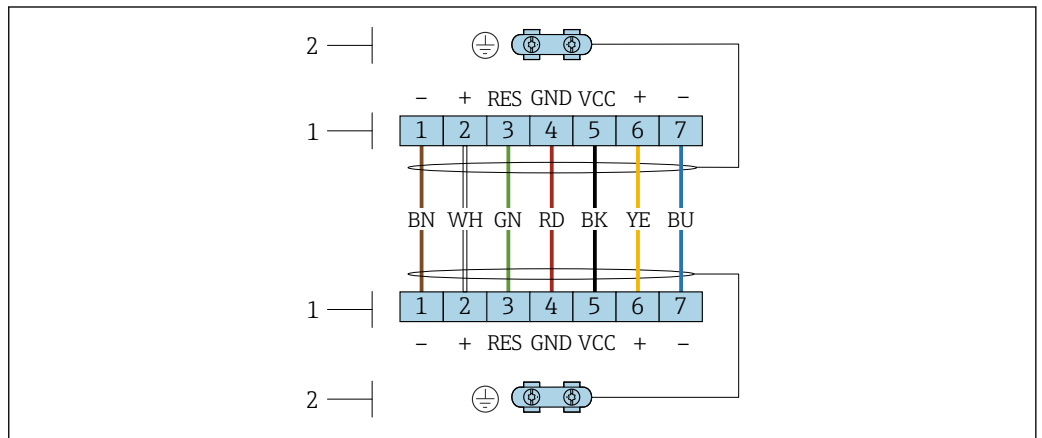 2
– + RES GND VCC + –
1 1 2 3 4 5 6 7
BN WH GN RD BK YE BU
1 1 2 3 4 5 6 7
– + RES GND VCC + –
2